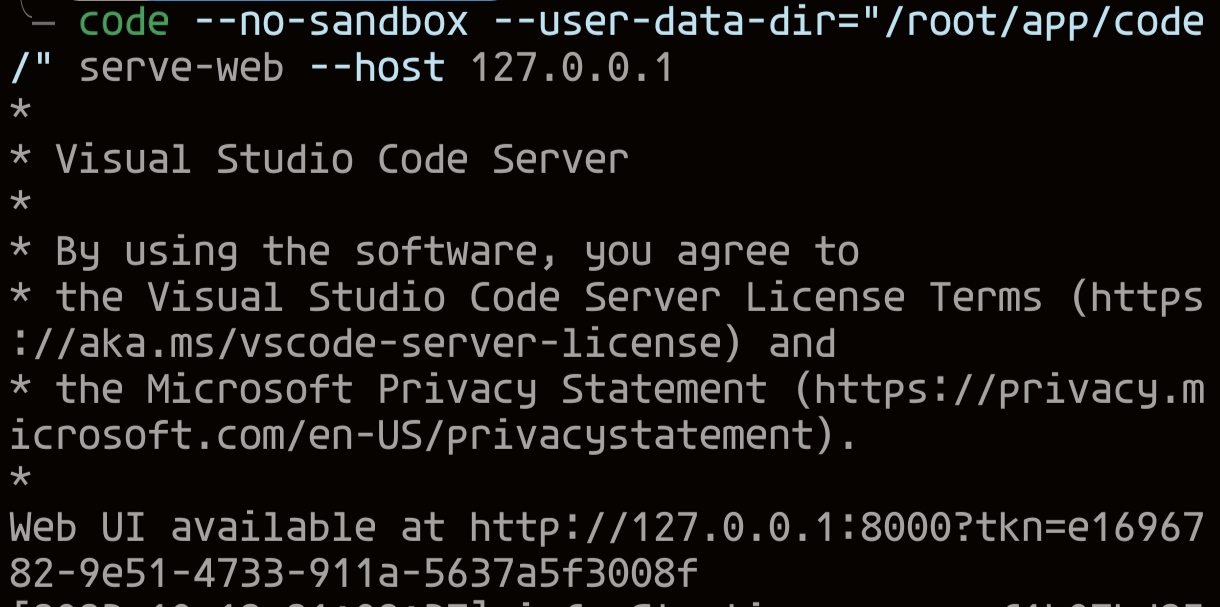 — code --no-sandbox --user-data-dir="/root/app/code
/" serve-web --host 127.0.0.1
*
* Visual Studio Code Server
*
* By using the software, you agree to
* the Visual Studio Code Server License Terms (https
://aka.ms/vscode-server-license) and
* the Microsoft Privacy Statement (https://privacy.m
icrosoft.com/en-US/privacystatement).
*
Web UI available at http://127.0.0.1:8000?tkn=e16967
82-9e51-4733-911a-5637a5f3008f